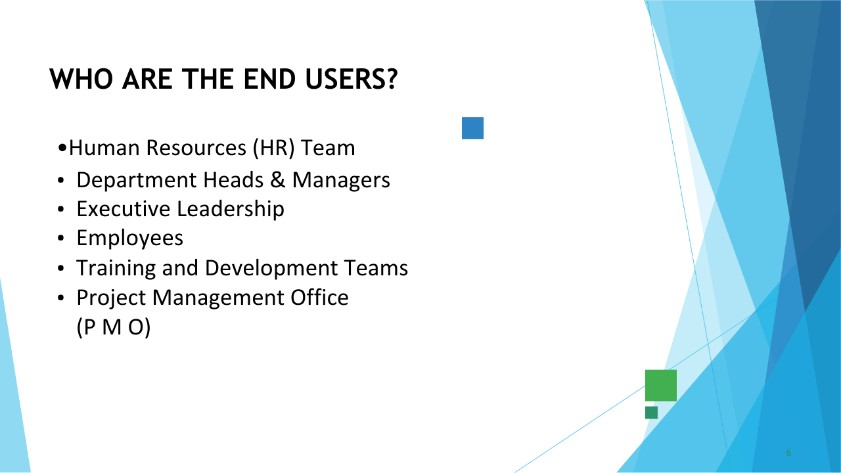 WHO ARE THE END USERS?
•Human Resources (HR) Team
• Department Heads & Managers
• Executive Leadership
• Employees
• Training and Development Teams
• Project Management Office
(P M O)
6